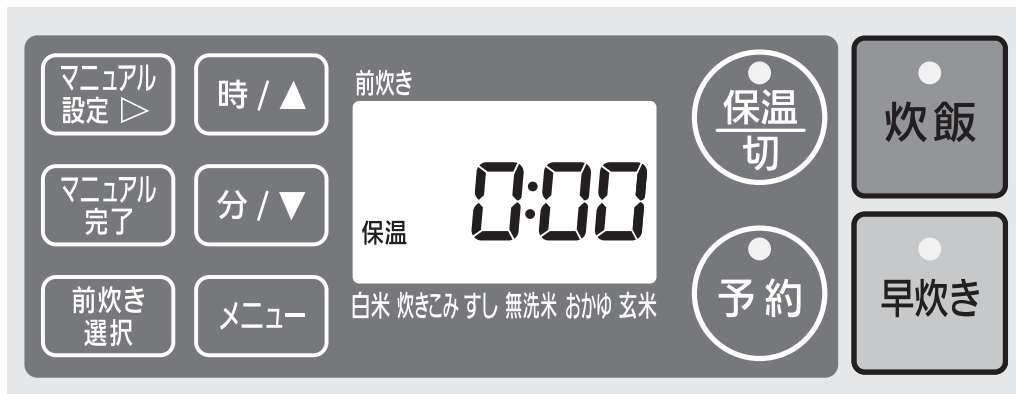 マニュアル
設定 ▷
時 / ▲
マニュアル
完了
分 / ▼
前炊き
選択
メニュー
前炊き
保温
0:00
白米 炊きこみ すし 無洗米 おかゆ 玄米
保温
切
予約
炊飯
早炊き